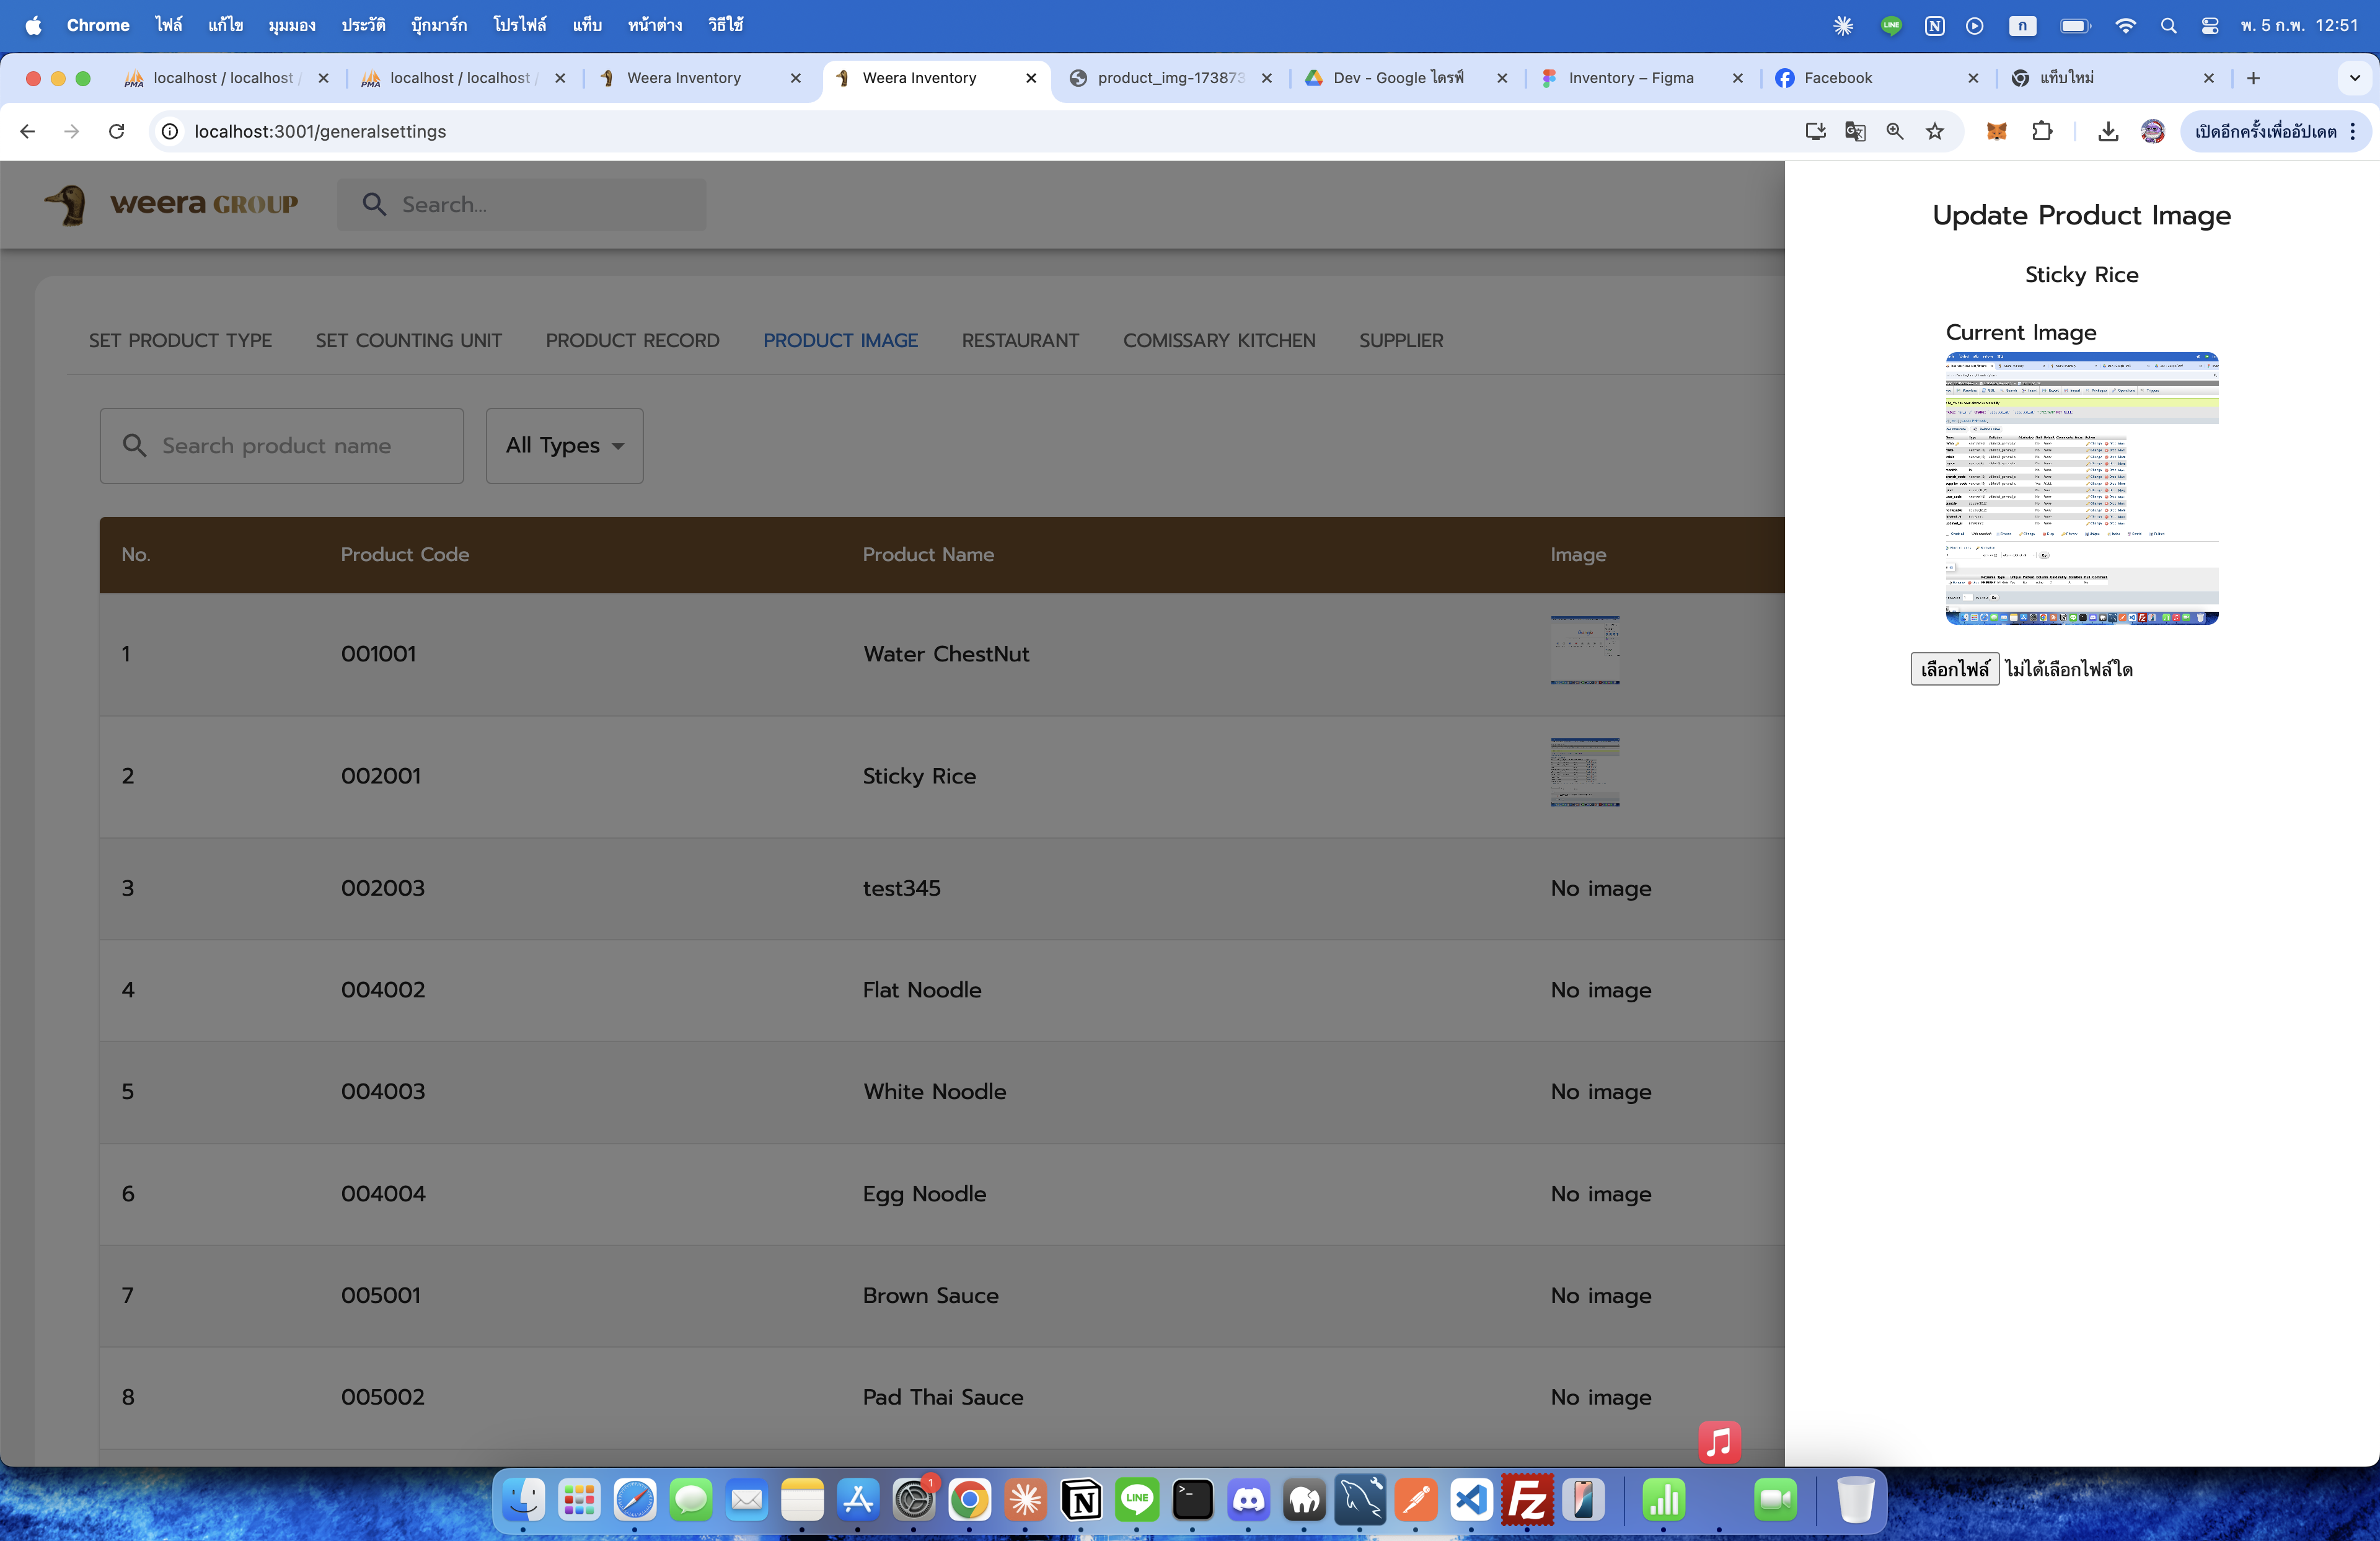 Chrome ไฟล์ แก้ไข มุมมอง ประวัติ บุ๊กมาร์ก โปรไฟล์ แท็บ หน้าต่าง วิธีใช้ LINE N ก พ. 5 ก.พ. 12:51
PMA localhost / localhost / PMA localhost / localhost / Weera Inventory Weera Inventory product_img-173873 Dev - Google ไดรฟ์ Inventory – Figma Facebook แท็บใหม่
localhost:3001/generalsettings เปิดอีกครั้งเพื่ออัปเดต
weera GROUP Search...
SET PRODUCT TYPE SET COUNTING UNIT PRODUCT RECORD PRODUCT IMAGE RESTAURANT COMISSARY KITCHEN SUPPLIER
Search product name All Types
No. Product Code Product Name Image
1 001001 Water ChestNut
2 002001 Sticky Rice
3 002003 test345 No image
4 004002 Flat Noodle No image
5 004003 White Noodle No image
6 004004 Egg Noodle No image
7 005001 Brown Sauce No image
8 005002 Pad Thai Sauce No image
Update Product Image
Sticky Rice
Current Image
เลือกไฟล์ ไม่ได้เลือกไฟล์ใด
1
N LINE >_ Fz